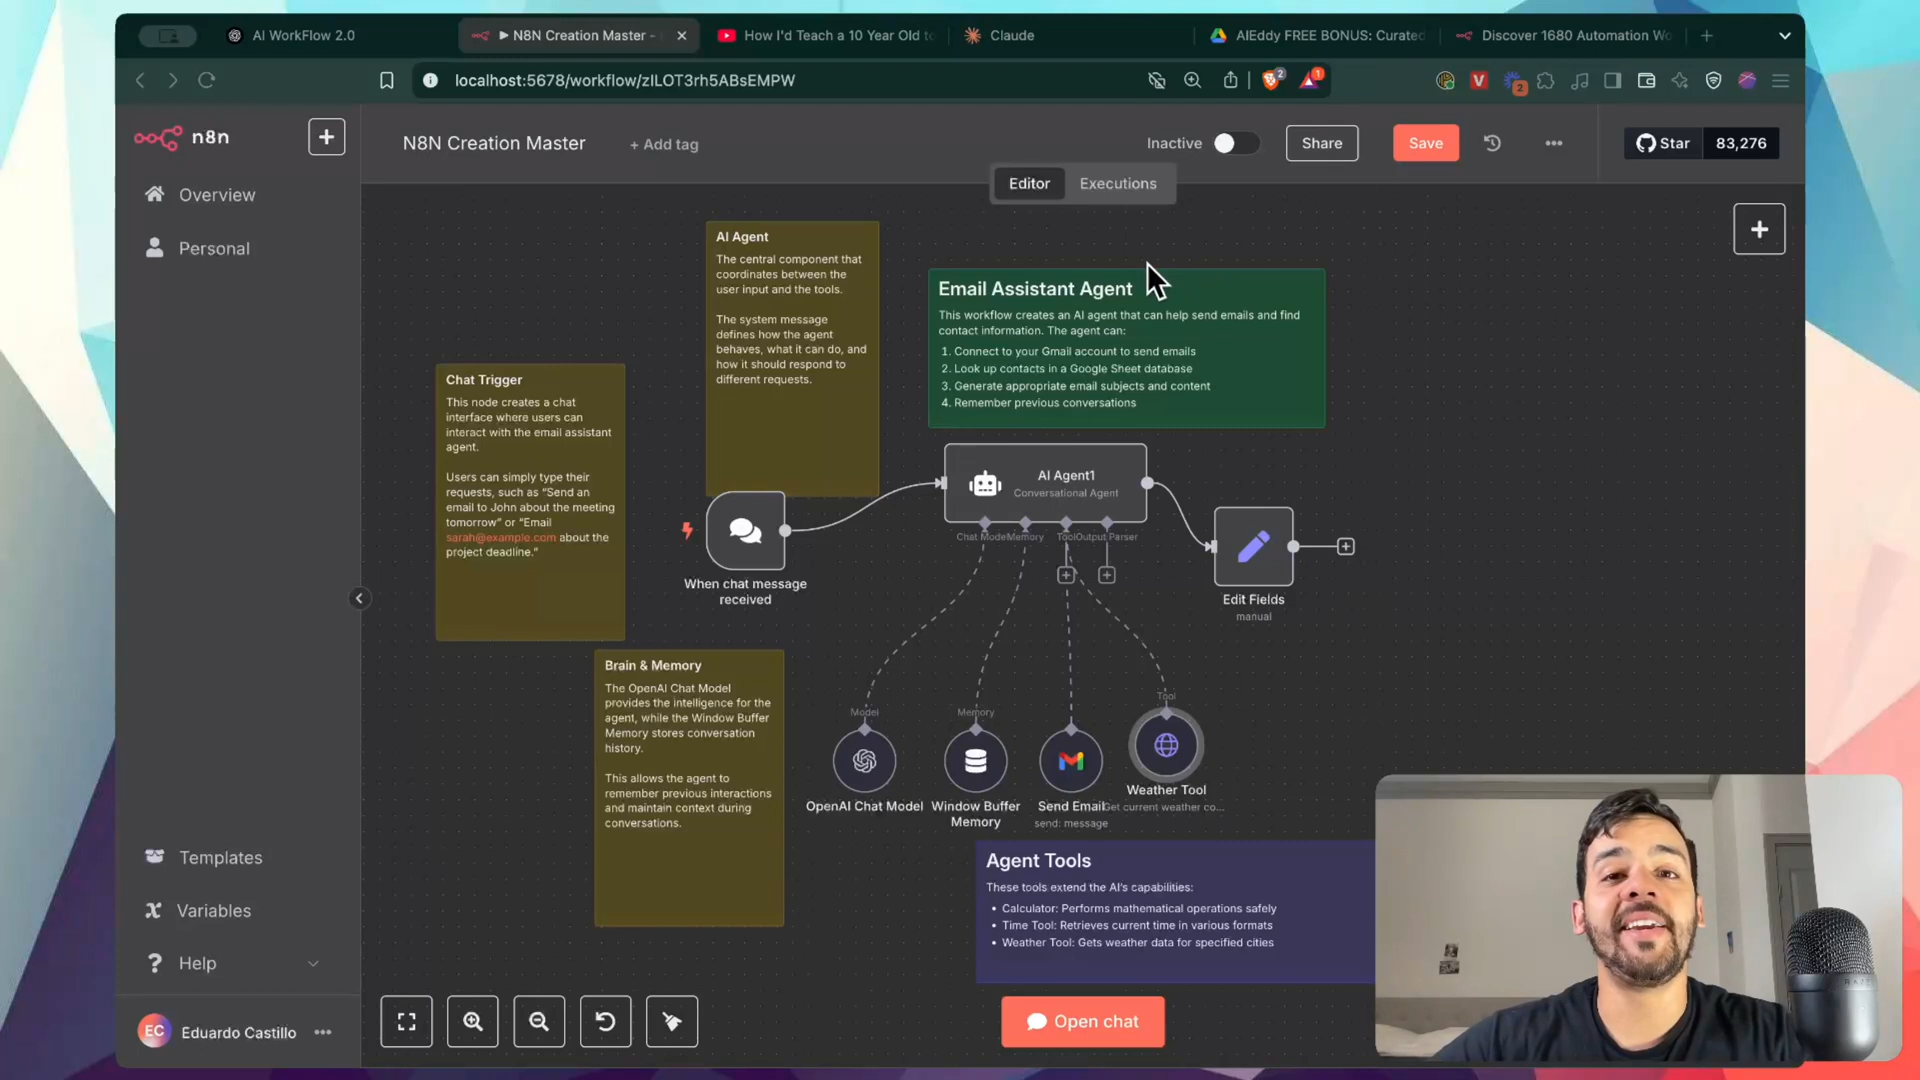 AI WorkFlow 2.0
N8N Creation Master -
How I'd Teach a 10 Year Old to
Claude
AIEddy FREE BONUS: Curated
Discover 1680 Automation Wo
localhost:5678/workflow/zILOT3rh5ABsEMPW
2
1
2
n8n
N8N Creation Master
+ Add tag
Inactive
Share
Save
Star
83,276
Editor
Executions
Overview
Personal
AI Agent
The central component that
coordinates between the
user input and the tools.
The system message
defines how the agent
behaves, what it can do, and
how it should respond to
different requests.
Email Assistant Agent
This workflow creates an AI agent that can help send emails and find
contact information. The agent can:
1. Connect to your Gmail account to send emails
2. Look up contacts in a Google Sheet database
3. Generate appropriate email subjects and content
4. Remember previous conversations
Chat Trigger
This node creates a chat
interface where users can
interact with the email assistant
agent.
Users can simply type their
requests, such as "Send an
email to John about the meeting
tomorrow" or "Email
sarah@example.com about the
project deadline."
AI Agent1
Conversational Agent
Chat Model
Memory
Tool
Output Parser
When chat message
received
Edit Fields
manual
Brain & Memory
The OpenAI Chat Model
provides the intelligence for the
agent, while the Window Buffer
Memory stores conversation
history.
This allows the agent to
remember previous interactions
and maintain context during
conversations.
Model
Memory
Tool
OpenAI Chat Model
Window Buffer
Memory
Send Email
send: message
Weather Tool
Get current weather co...
Agent Tools
These tools extend the AI's capabilities:
• Calculator: Performs mathematical operations safely
• Time Tool: Retrieves current time in various formats
• Weather Tool: Gets weather data for specified cities
Templates
Variables
Help
EC
Eduardo Castillo
Open chat